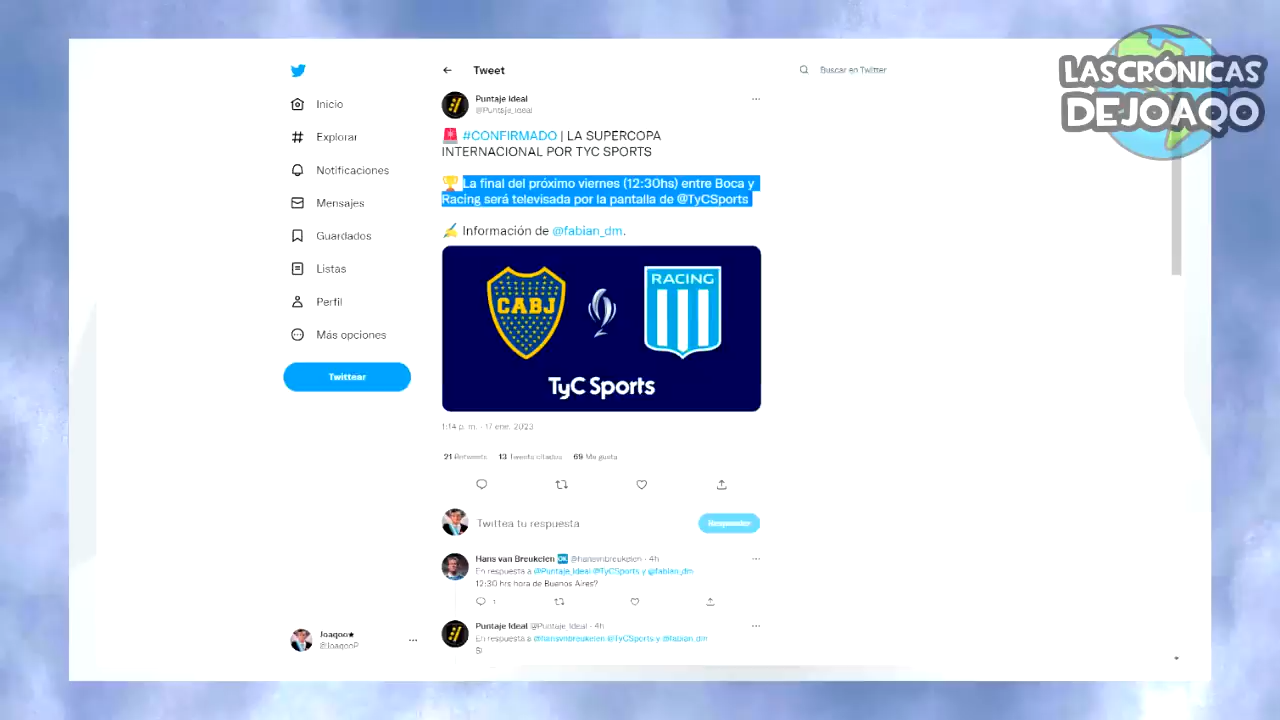 LAS CRÓNICAS
DE JOAQO
Tweet
Buscar en Twitter
Inicio
Explorar
Notificaciones
Mensajes
Guardados
Listas
Perfil
Más opciones
Twittear
Joaqoo★
@JoaqooP
Puntaje Ideal
@Puntaje_Ideal
🚨 #CONFIRMADO | LA SUPERCOPA
INTERNACIONAL POR TYC SPORTS
🏆La final del próximo viernes (12:30hs) entre Boca y
Racing será televisada por la pantalla de @TyCSports
✍️ Información de @fabian_dm.
CABJ
RACING
TyC Sports
1:14 p. m. · 17 ene. 2023
21 Retweets 13 Tweets citados 69 Me gusta
Twittea tu respuesta
Responder
Hans van Breukelen 🆗 @hansvnbreukelen · 4h
En respuesta a @Puntaje_Ideal @TyCSports y @fabian_dm
12:30 hrs hora de Buenos Aires?
1
Puntaje Ideal @Puntaje_Ideal · 4h
En respuesta a @hansvnbreukelen @TyCSports y @fabian_dm
Si